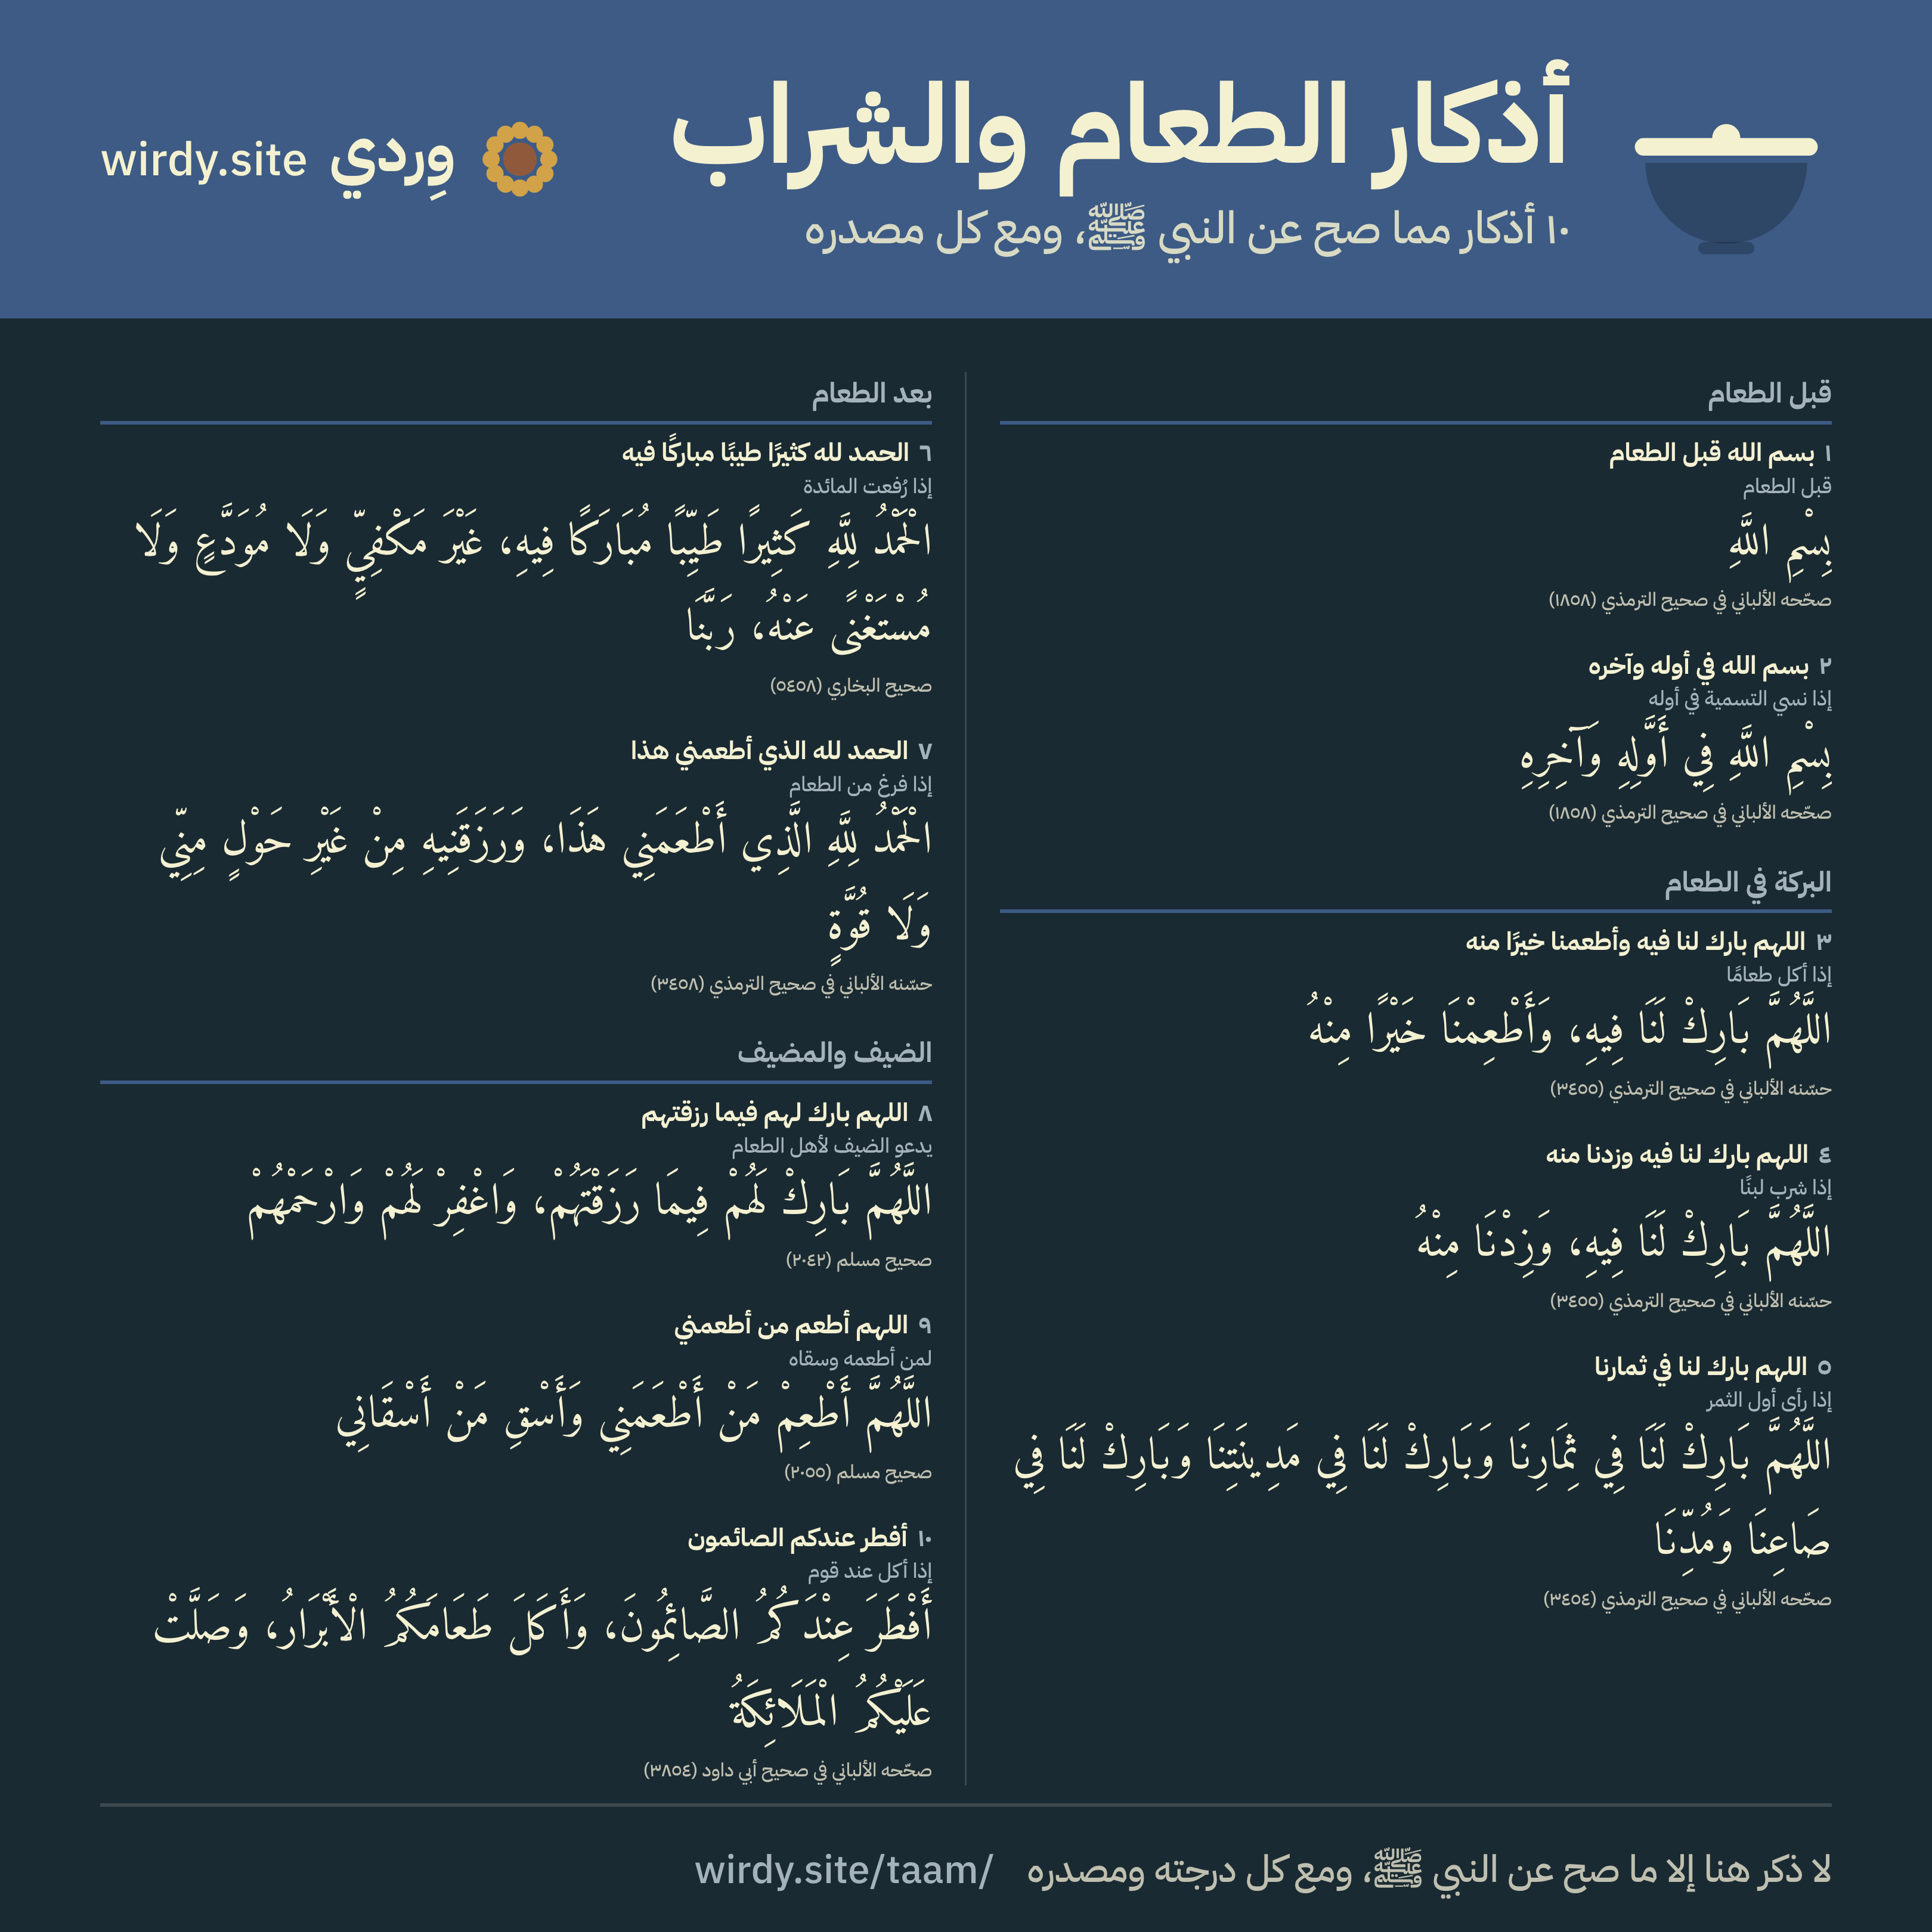 أذكار الطعام والشراب
١٠ أذكار مما صح عن النبي ﷺ، ومع كل مصدره
وِردي wirdy.site
قبل الطعام
١ بسم الله قبل الطعام
قبل الطعام
بِسْمِ اللَّهِ
صحّحه الألباني في صحيح الترمذي (١٨٥٨)
٢ بسم الله في أوله وآخره
إذا نسي التسمية في أوله
بِسْمِ اللَّهِ فِي أَوَّلِهِ وَآخِرِهِ
صحّحه الألباني في صحيح الترمذي (١٨٥٨)
البركة في الطعام
٣ اللهم بارك لنا فيه وأطعمنا خيرًا منه
إذا أكل طعامًا
اللَّهُمَّ بَارِكْ لَنَا فِيهِ، وَأَطْعِمْنَا خَيْرًا مِنْهُ
حسّنه الألباني في صحيح الترمذي (٣٤٥٥)
٤ اللهم بارك لنا فيه وزدنا منه
إذا شرب لبنًا
اللَّهُمَّ بَارِكْ لَنَا فِيهِ، وَزِدْنَا مِنْهُ
حسّنه الألباني في صحيح الترمذي (٣٤٥٥)
٥ اللهم بارك لنا في ثمارنا
إذا رأى أول الثمر
اللَّهُمَّ بَارِكْ لَنَا فِي ثِمَارِنَا وَبَارِكْ لَنَا فِي مَدِينَتِنَا وَبَارِكْ لَنَا فِي
صَاعِنَا وَمُدِّنَا
صحّحه الألباني في صحيح الترمذي (٣٤٥٤)
بعد الطعام
٦ الحمد لله كثيرًا طيبًا مباركًا فيه
إذا رُفعت المائدة
الْحَمْدُ لِلَّهِ كَثِيرًا طَيِّبًا مُبَارَكًا فِيهِ، غَيْرَ مَكْفِيٍّ وَلَا مُوَدَّعٍ وَلَا
مُسْتَغْنًى عَنْهُ، رَبَّنَا
صحيح البخاري (٥٤٥٨)
٧ الحمد لله الذي أطعمني هذا
إذا فرغ من الطعام
الْحَمْدُ لِلَّهِ الَّذِي أَطْعَمَنِي هَذَا، وَرَزَقَنِيهِ مِنْ غَيْرِ حَوْلٍ مِنِّي
وَلَا قُوَّةٍ
حسّنه الألباني في صحيح الترمذي (٣٤٥٨)
الضيف والمضيف
٨ اللهم بارك لهم فيما رزقتهم
يدعو الضيف لأهل الطعام
اللَّهُمَّ بَارِكْ لَهُمْ فِيمَا رَزَقْتَهُمْ، وَاغْفِرْ لَهُمْ وَارْحَمْهُمْ
صحيح مسلم (٢٠٤٢)
٩ اللهم أطعم من أطعمني
لمن أطعمه وسقاه
اللَّهُمَّ أَطْعِمْ مَنْ أَطْعَمَنِي وَأَسْقِ مَنْ أَسْقَانِي
صحيح مسلم (٢٠٥٥)
١٠ أفطر عندكم الصائمون
إذا أكل عند قوم
أَفْطَرَ عِنْدَكُمُ الصَّائِمُونَ، وَأَكَلَ طَعَامَكُمُ الْأَبْرَارُ، وَصَلَّتْ
عَلَيْكُمُ الْمَلَائِكَةُ
صحّحه الألباني في صحيح أبي داود (٣٨٥٤)
لا ذكر هنا إلا ما صح عن النبي ﷺ، ومع كل درجته ومصدره wirdy.site/taam/